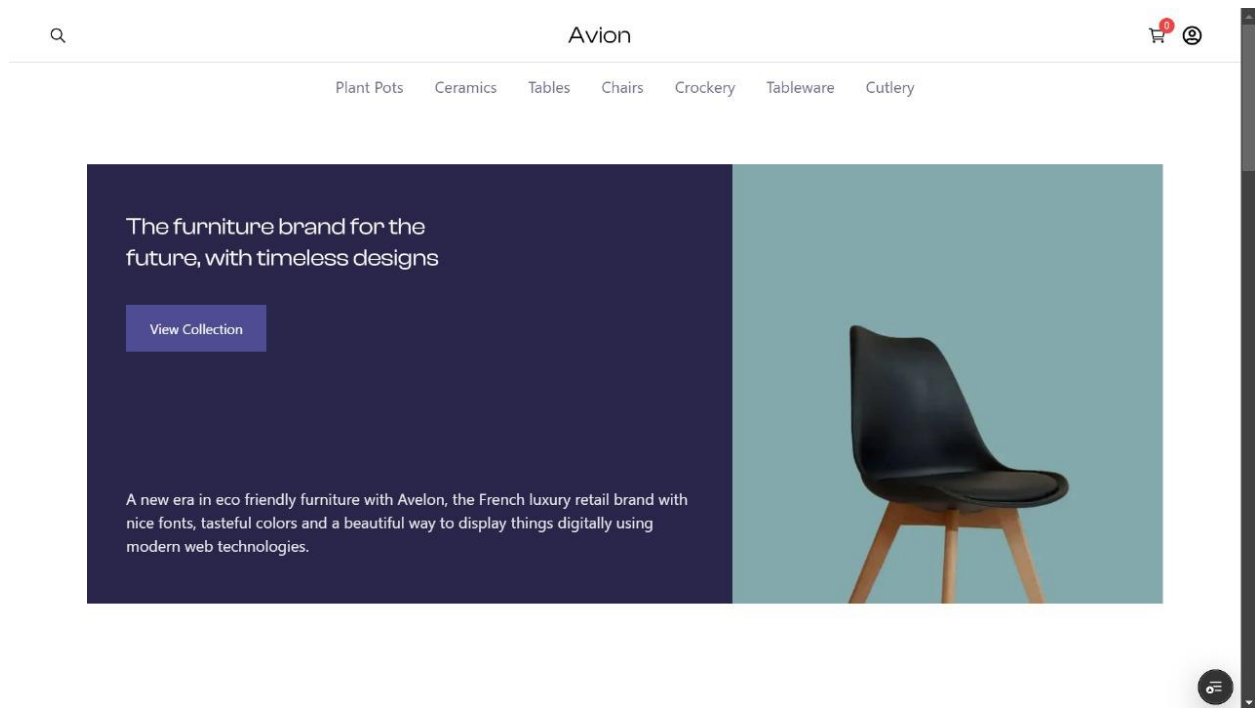 Avion
0
Plant Pots Ceramics Tables Chairs Crockery Tableware Cutlery
The furniture brand for the
future, with timeless designs
View Collection
A new era in eco friendly furniture with Avelon, the French luxury retail brand with
nice fonts, tasteful colors and a beautiful way to display things digitally using
modern web technologies.